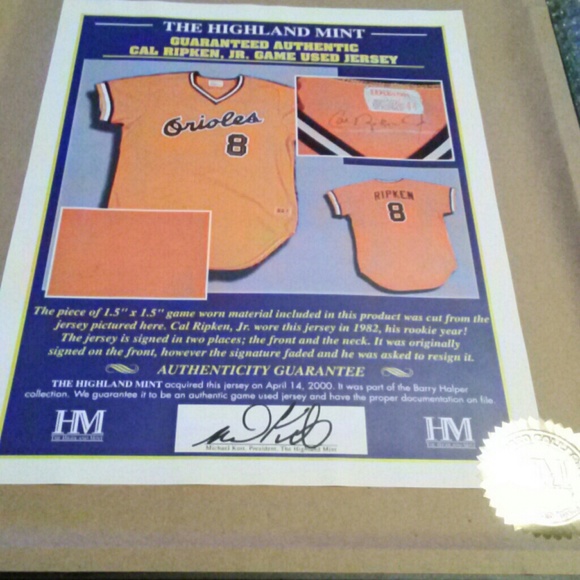 THE HIGHLAND MINT
GUARANTEED AUTHENTIC
CAL RIPKEN, JR. GAME USED JERSEY
Orioles
8
RIPKEN
8
The piece of 1.5" x 1.5" game worn material included in this product was cut from the
jersey pictured here. Cal Ripken, Jr. wore this jersey in 1982, his rookie year!
The jersey is signed in two places; the front and the neck. It was originally
signed on the front, however the signature faded and he was asked to resign it.
AUTHENTICITY GUARANTEE
THE HIGHLAND MINT acquired this jersey on April 14, 2000. It was part of the Barry Halper
collection. We guarantee it to be an authentic game used jersey and have the proper documentation on file.
HM
THE HIGHLAND MINT
Michael Kott, President, The Highland Mint
HM
THE HIGHLAND MINT